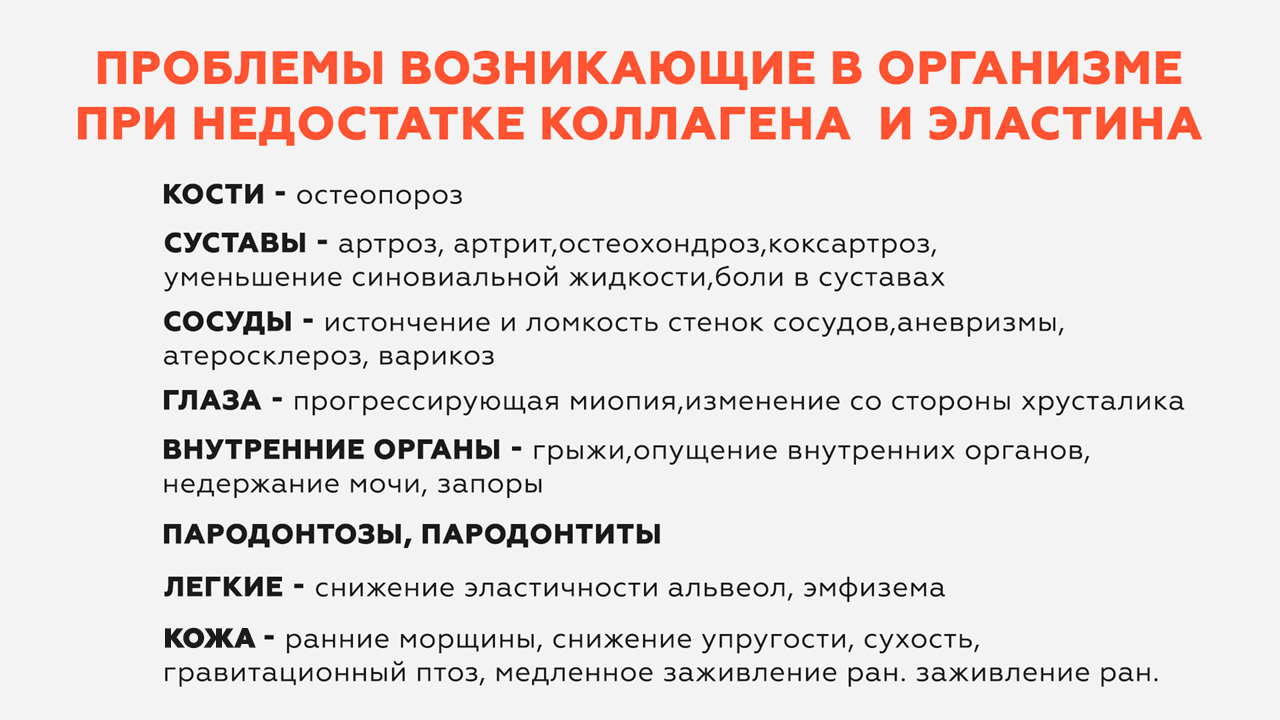 ПРОБЛЕМЫ ВОЗНИКАЮЩИЕ В ОРГАНИЗМЕ
ПРИ НЕДОСТАТКЕ КОЛЛАГЕНА И ЭЛАСТИНА
КОСТИ - остеопороз
СУСТАВЫ - артроз, артрит,остеохондроз,коксартроз,
уменьшение синовиальной жидкости,боли в суставах
СОСУДЫ - истончение и ломкость стенок сосудов,аневризмы,
атеросклероз, варикоз
ГЛАЗА - прогрессирующая миопия,изменение со стороны хрусталика
ВНУТРЕННИЕ ОРГАНЫ - грыжи,опущение внутренних органов,
недержание мочи, запоры
ПАРОДОНТОЗЫ, ПАРОДОНТИТЫ
ЛЕГКИЕ - снижение эластичности альвеол, эмфизема
КОЖА - ранние морщины, снижение упругости, сухость,
гравитационный птоз, медленное заживление ран. заживление ран.